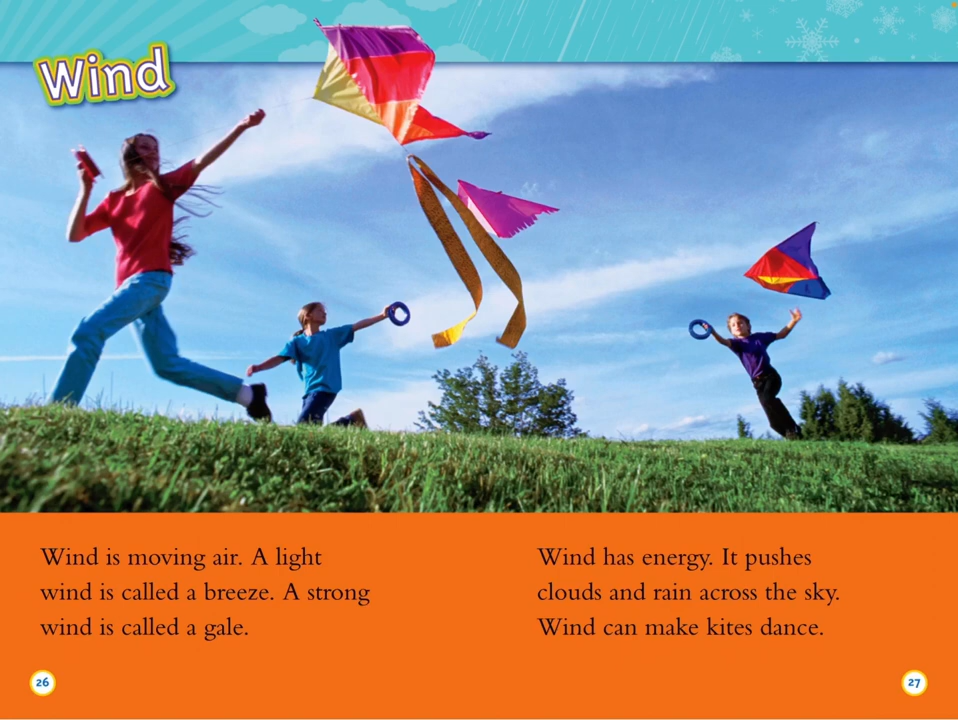 Wind
Wind is moving air. A light
wind is called a breeze. A strong
wind is called a gale.
Wind has energy. It pushes
clouds and rain across the sky.
Wind can make kites dance.
26
27